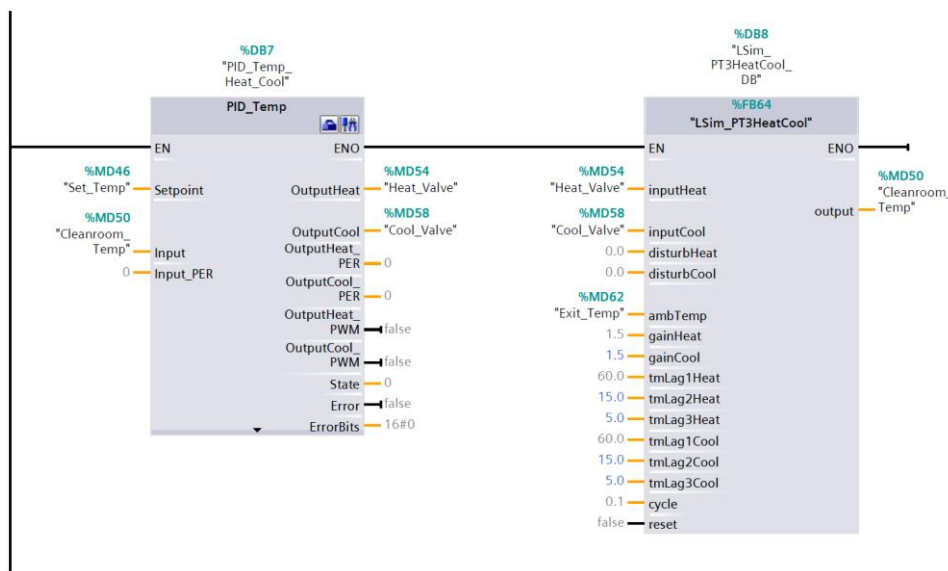 %DB7
"PID_Temp_
Heat_Cool"
PID_Temp
EN
ENO
%MD46
"Set_Temp"
Setpoint
%MD50
"Cleanroom_
Temp"
Input
0
Input_PER
OutputHeat
%MD54
"Heat_Valve"
OutputCool
%MD58
"Cool_Valve"
OutputHeat_
PER
0
OutputCool_
PER
0
OutputHeat_
PWM
false
OutputCool_
PWM
false
State
0
Error
false
ErrorBits
16#0
%DB8
"LSim_
PT3HeatCool_
DB"
%FB64
"LSim_PT3HeatCool"
EN
ENO
%MD54
"Heat_Valve"
inputHeat
%MD58
"Cool_Valve"
inputCool
0.0
disturbHeat
0.0
disturbCool
%MD62
"Exit_Temp"
ambTemp
1.5
gainHeat
1.5
gainCool
60.0
tmLag1Heat
15.0
tmLag2Heat
5.0
tmLag3Heat
60.0
tmLag1Cool
15.0
tmLag2Cool
5.0
tmLag3Cool
0.1
cycle
false
reset
output
%MD50
"Cleanroom_
Temp"